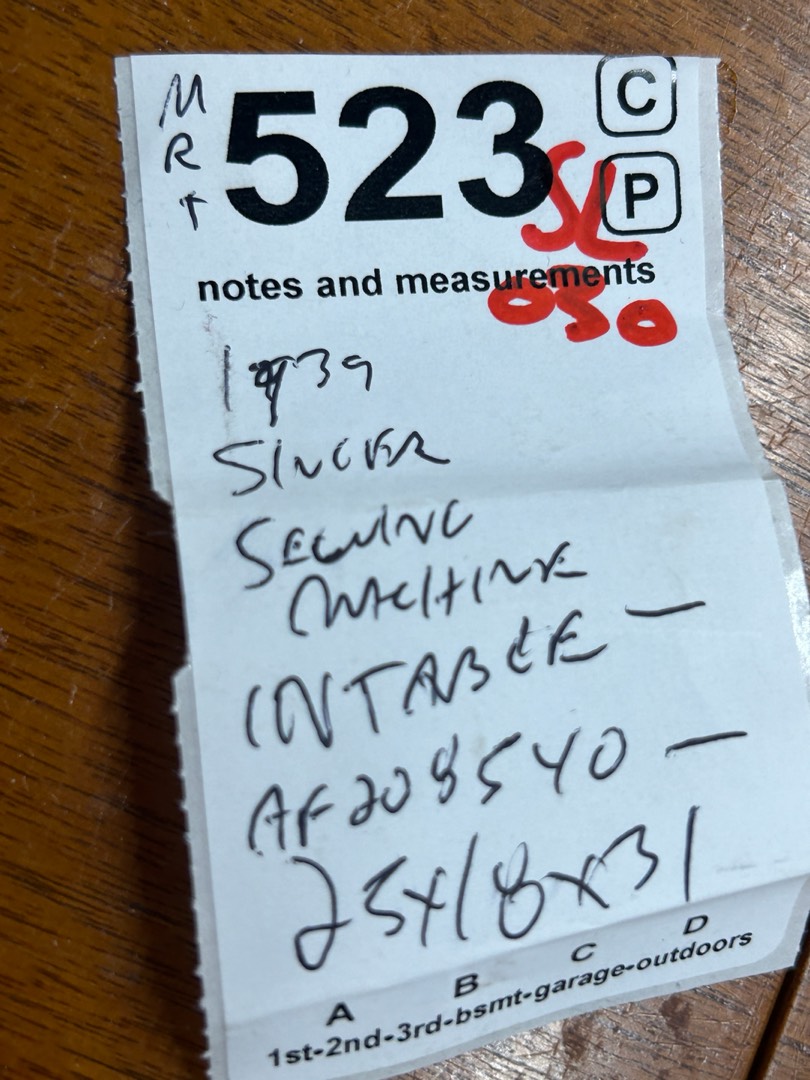 M
R
T
523
C
P
SL
030
notes and measurements
1939
SINGER
SEWING
MACHINE
IN TABLE —
AF208540 —
25x18x31
A B C D
1st-2nd-3rd-bsmt-garage-outdoors